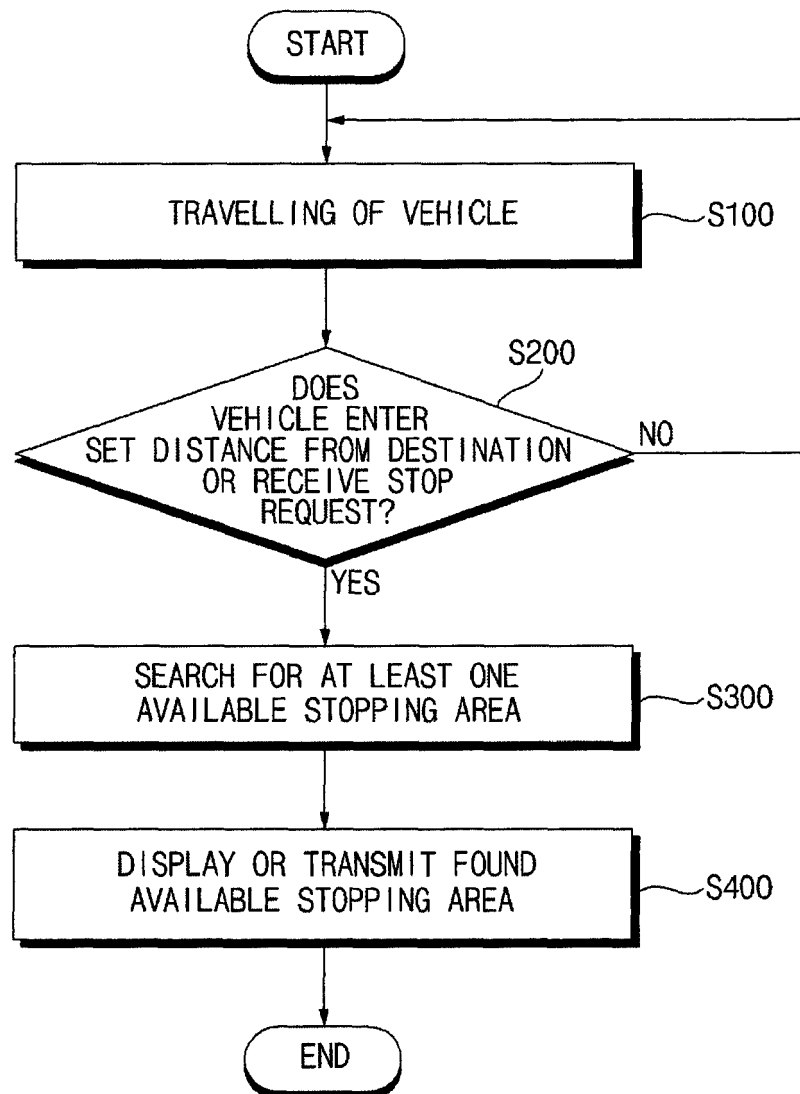 START
TRAVELLING OF VEHICLE
S100
S200
DOES
VEHICLE ENTER
SET DISTANCE FROM DESTINATION
OR RECEIVE STOP
REQUEST?
NO
YES
SEARCH FOR AT LEAST ONE
AVAILABLE STOPPING AREA
S300
DISPLAY OR TRANSMIT FOUND
AVAILABLE STOPPING AREA
S400
END